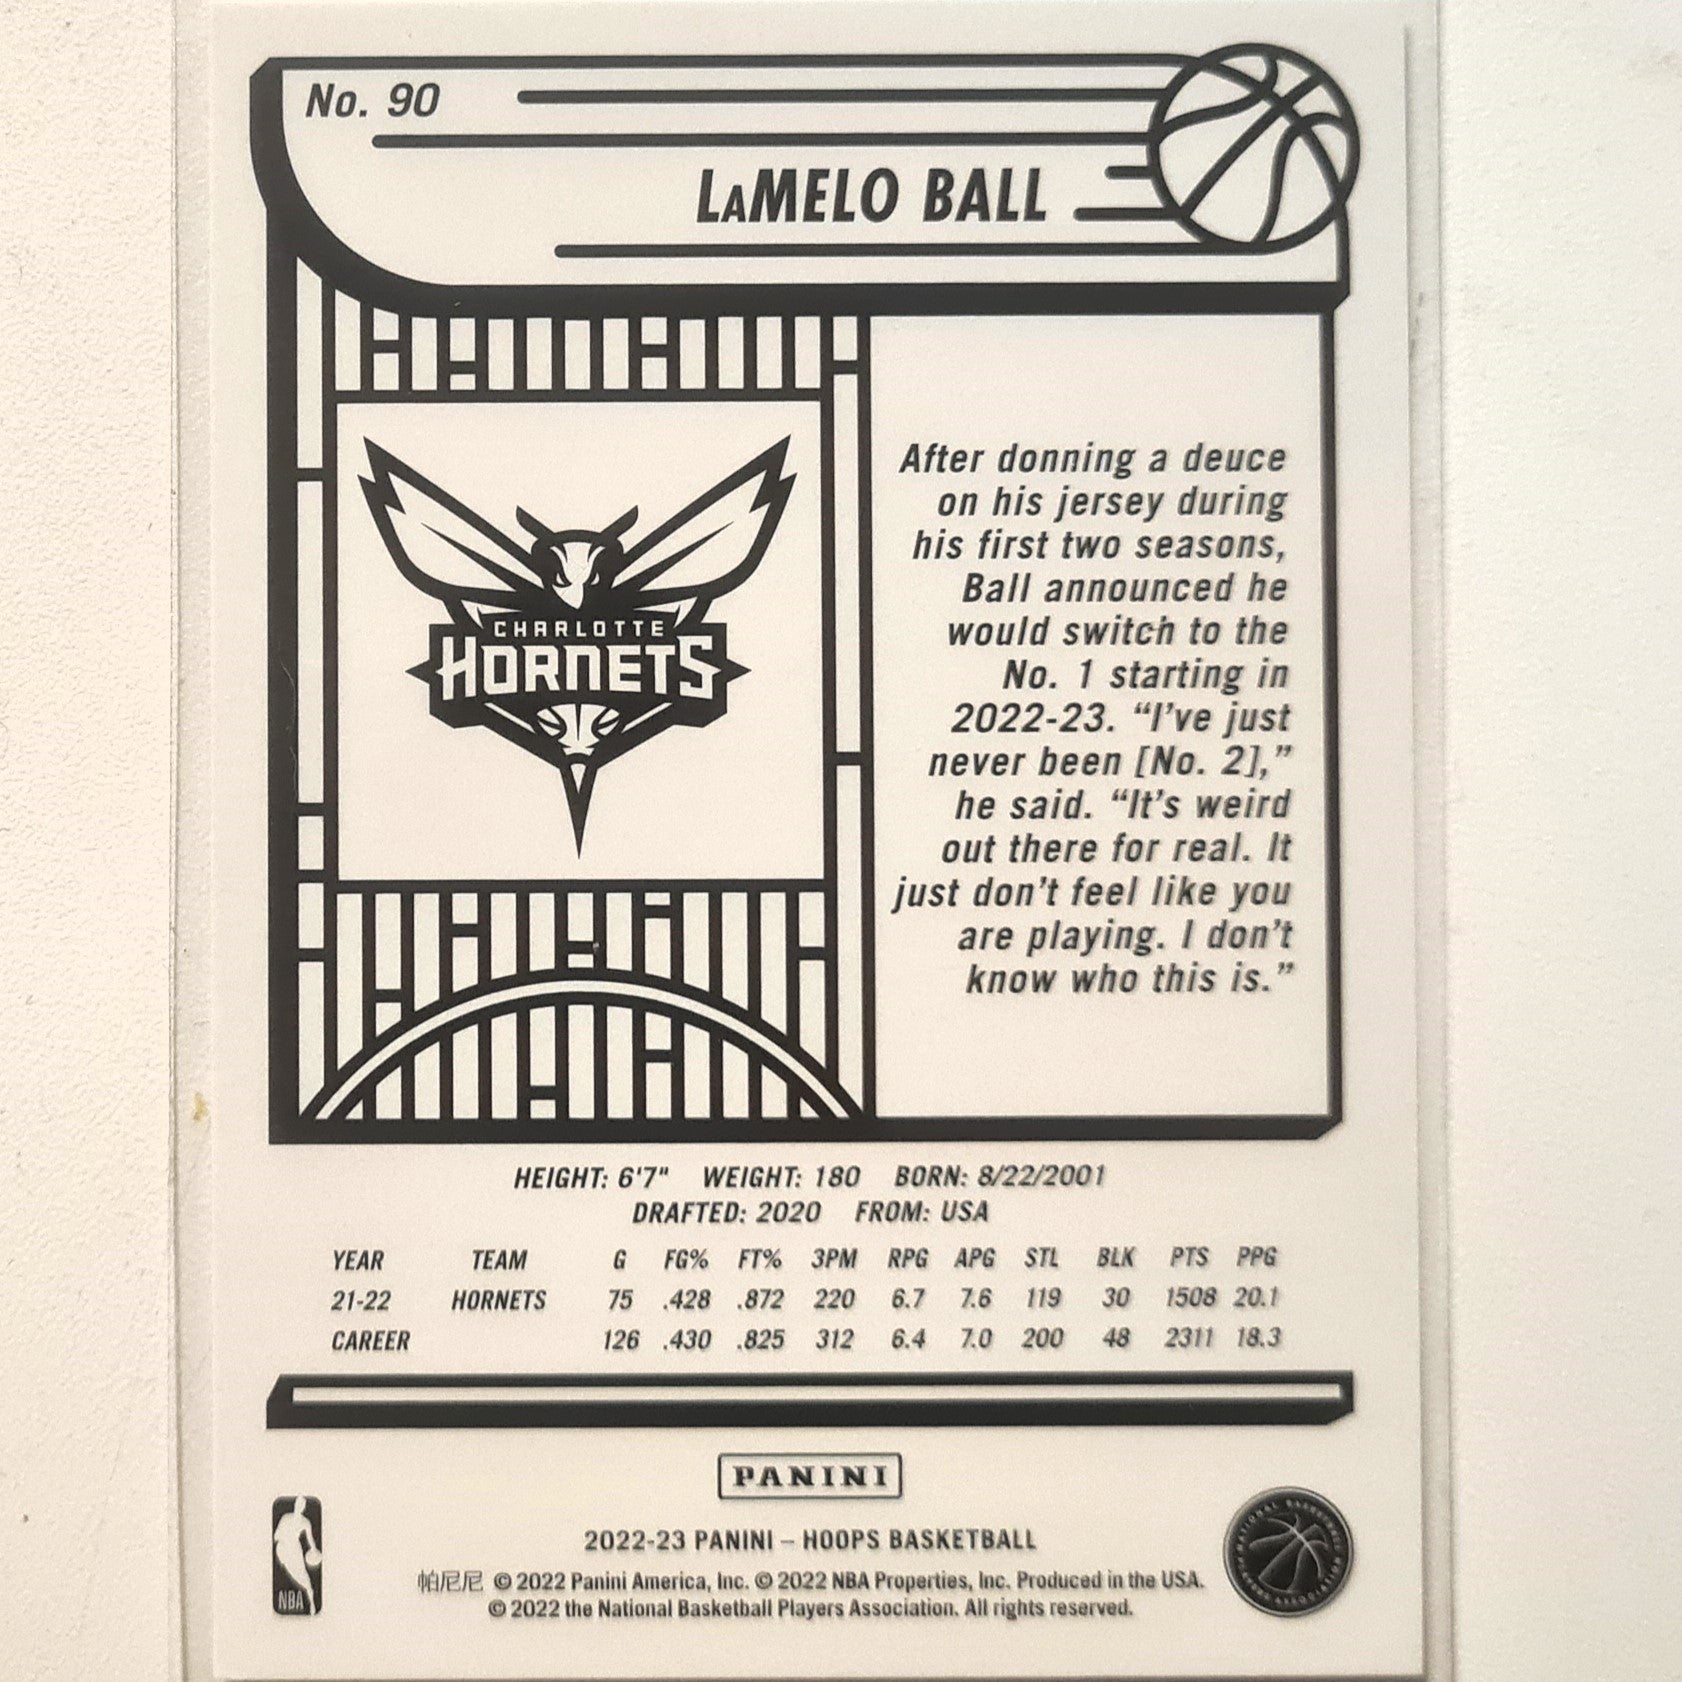 No. 90
LaMELO BALL
CHARLOTTE
HORNETS
After donning a deuce
on his jersey during
his first two seasons,
Ball announced he
would switch to the
No. 1 starting in
2022-23. “I’ve just
never been [No. 2],”
he said. “It’s weird
out there for real. It
just don’t feel like you
are playing. I don’t
know who this is.”
HEIGHT: 6'7" WEIGHT: 180 BORN: 8/22/2001
DRAFTED: 2020 FROM: USA
YEAR TEAM G FG% FT% 3PM RPG APG STL BLK PTS PPG
21-22 HORNETS 75 .428 .872 220 6.7 7.6 119 30 1508 20.1
CAREER 126 .430 .825 312 6.4 7.0 200 48 2311 18.3
PANINI
NBA
NATIONAL BASKETBALL PLAYERS ASSOCIATION
2022-23 PANINI – HOOPS BASKETBALL
帕尼尼 © 2022 Panini America, Inc. © 2022 NBA Properties, Inc. Produced in the USA.
© 2022 the National Basketball Players Association. All rights reserved.